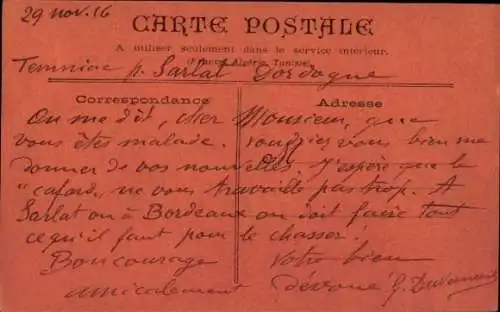 29 nov. 16
CARTE POSTALE
A utiliser seulement dans le service intérieur.
(France, Algérie, Tunisie)
Temniac p. Sarlat Dordogne
Correspondance Adresse
On me dit, cher Monsieur, que
vous êtes malade. voudriez vous bien me
donner de vos nouvelles. J'espère que le
"cafard" ne vous travaille pas trop. A
Sarlat ou à Bordeaux on doit faire tout
ce qu'il faut pour le chasser!
Bon courage Votre bien
amicalement dévoué G.